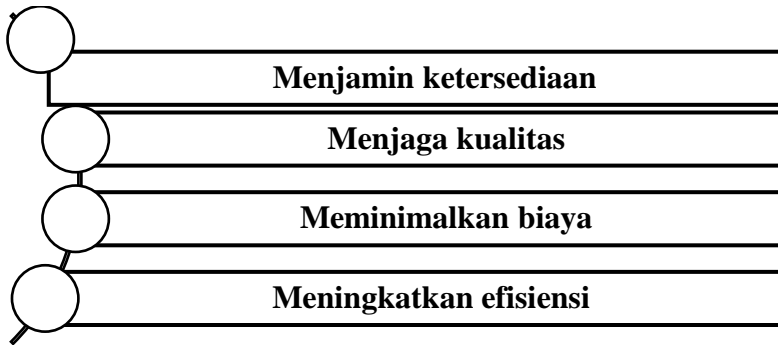 Menjamin ketersediaan
Menjaga kualitas
Meminimalkan biaya
Meningkatkan efisiensi